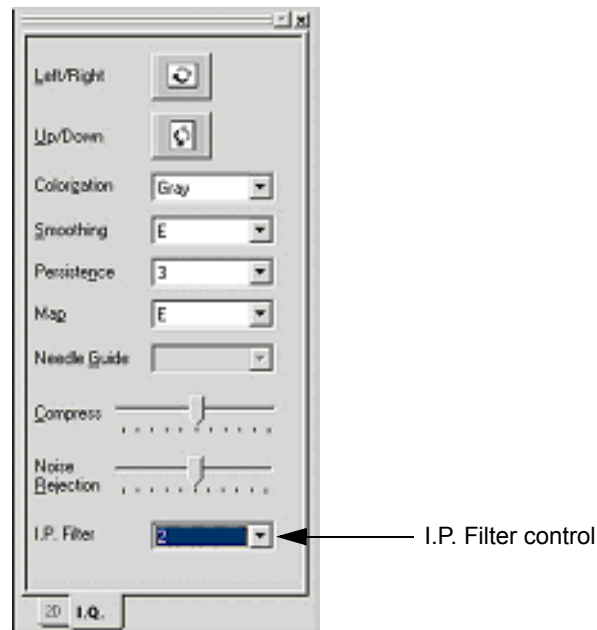 Left/Right
Up/Down
Colorization Gray
Smoothing E
Persistence 3
Map E
Needle Guide
Compress
Noise
Rejection
I.P. Filter 2
I.P. Filter control
2D I.Q.